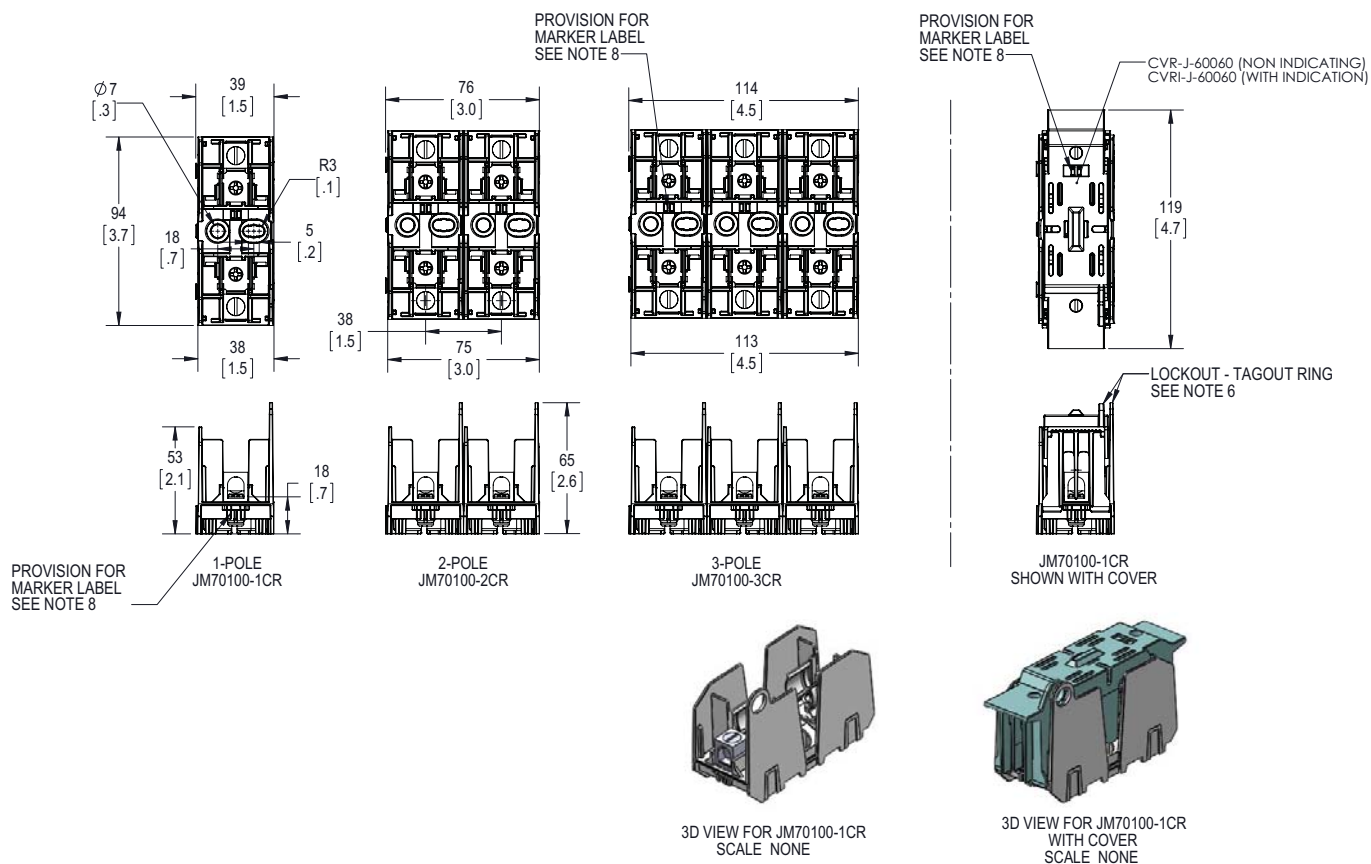 PROVISION FOR
MARKER LABEL
SEE NOTE 8
PROVISION FOR
MARKER LABEL
SEE NOTE 8
CVR-J-60060 (NON INDICATING)
CVRI-J-60060 (WITH INDICATION)
∅7
[.3]
39
[1.5]
76
[3.0]
114
[4.5]
R3
[.1]
94
[3.7]
18
[.7]
5
[.2]
119
[4.7]
38
[1.5]
38
[1.5]
75
[3.0]
113
[4.5]
LOCKOUT - TAGOUT RING
SEE NOTE 6
53
[2.1]
18
[.7]
65
[2.6]
PROVISION FOR
MARKER LABEL
SEE NOTE 8
1-POLE
JM70100-1CR
2-POLE
JM70100-2CR
3-POLE
JM70100-3CR
JM70100-1CR
SHOWN WITH COVER
3D VIEW FOR JM70100-1CR
SCALE NONE
3D VIEW FOR JM70100-1CR
WITH COVER
SCALE NONE